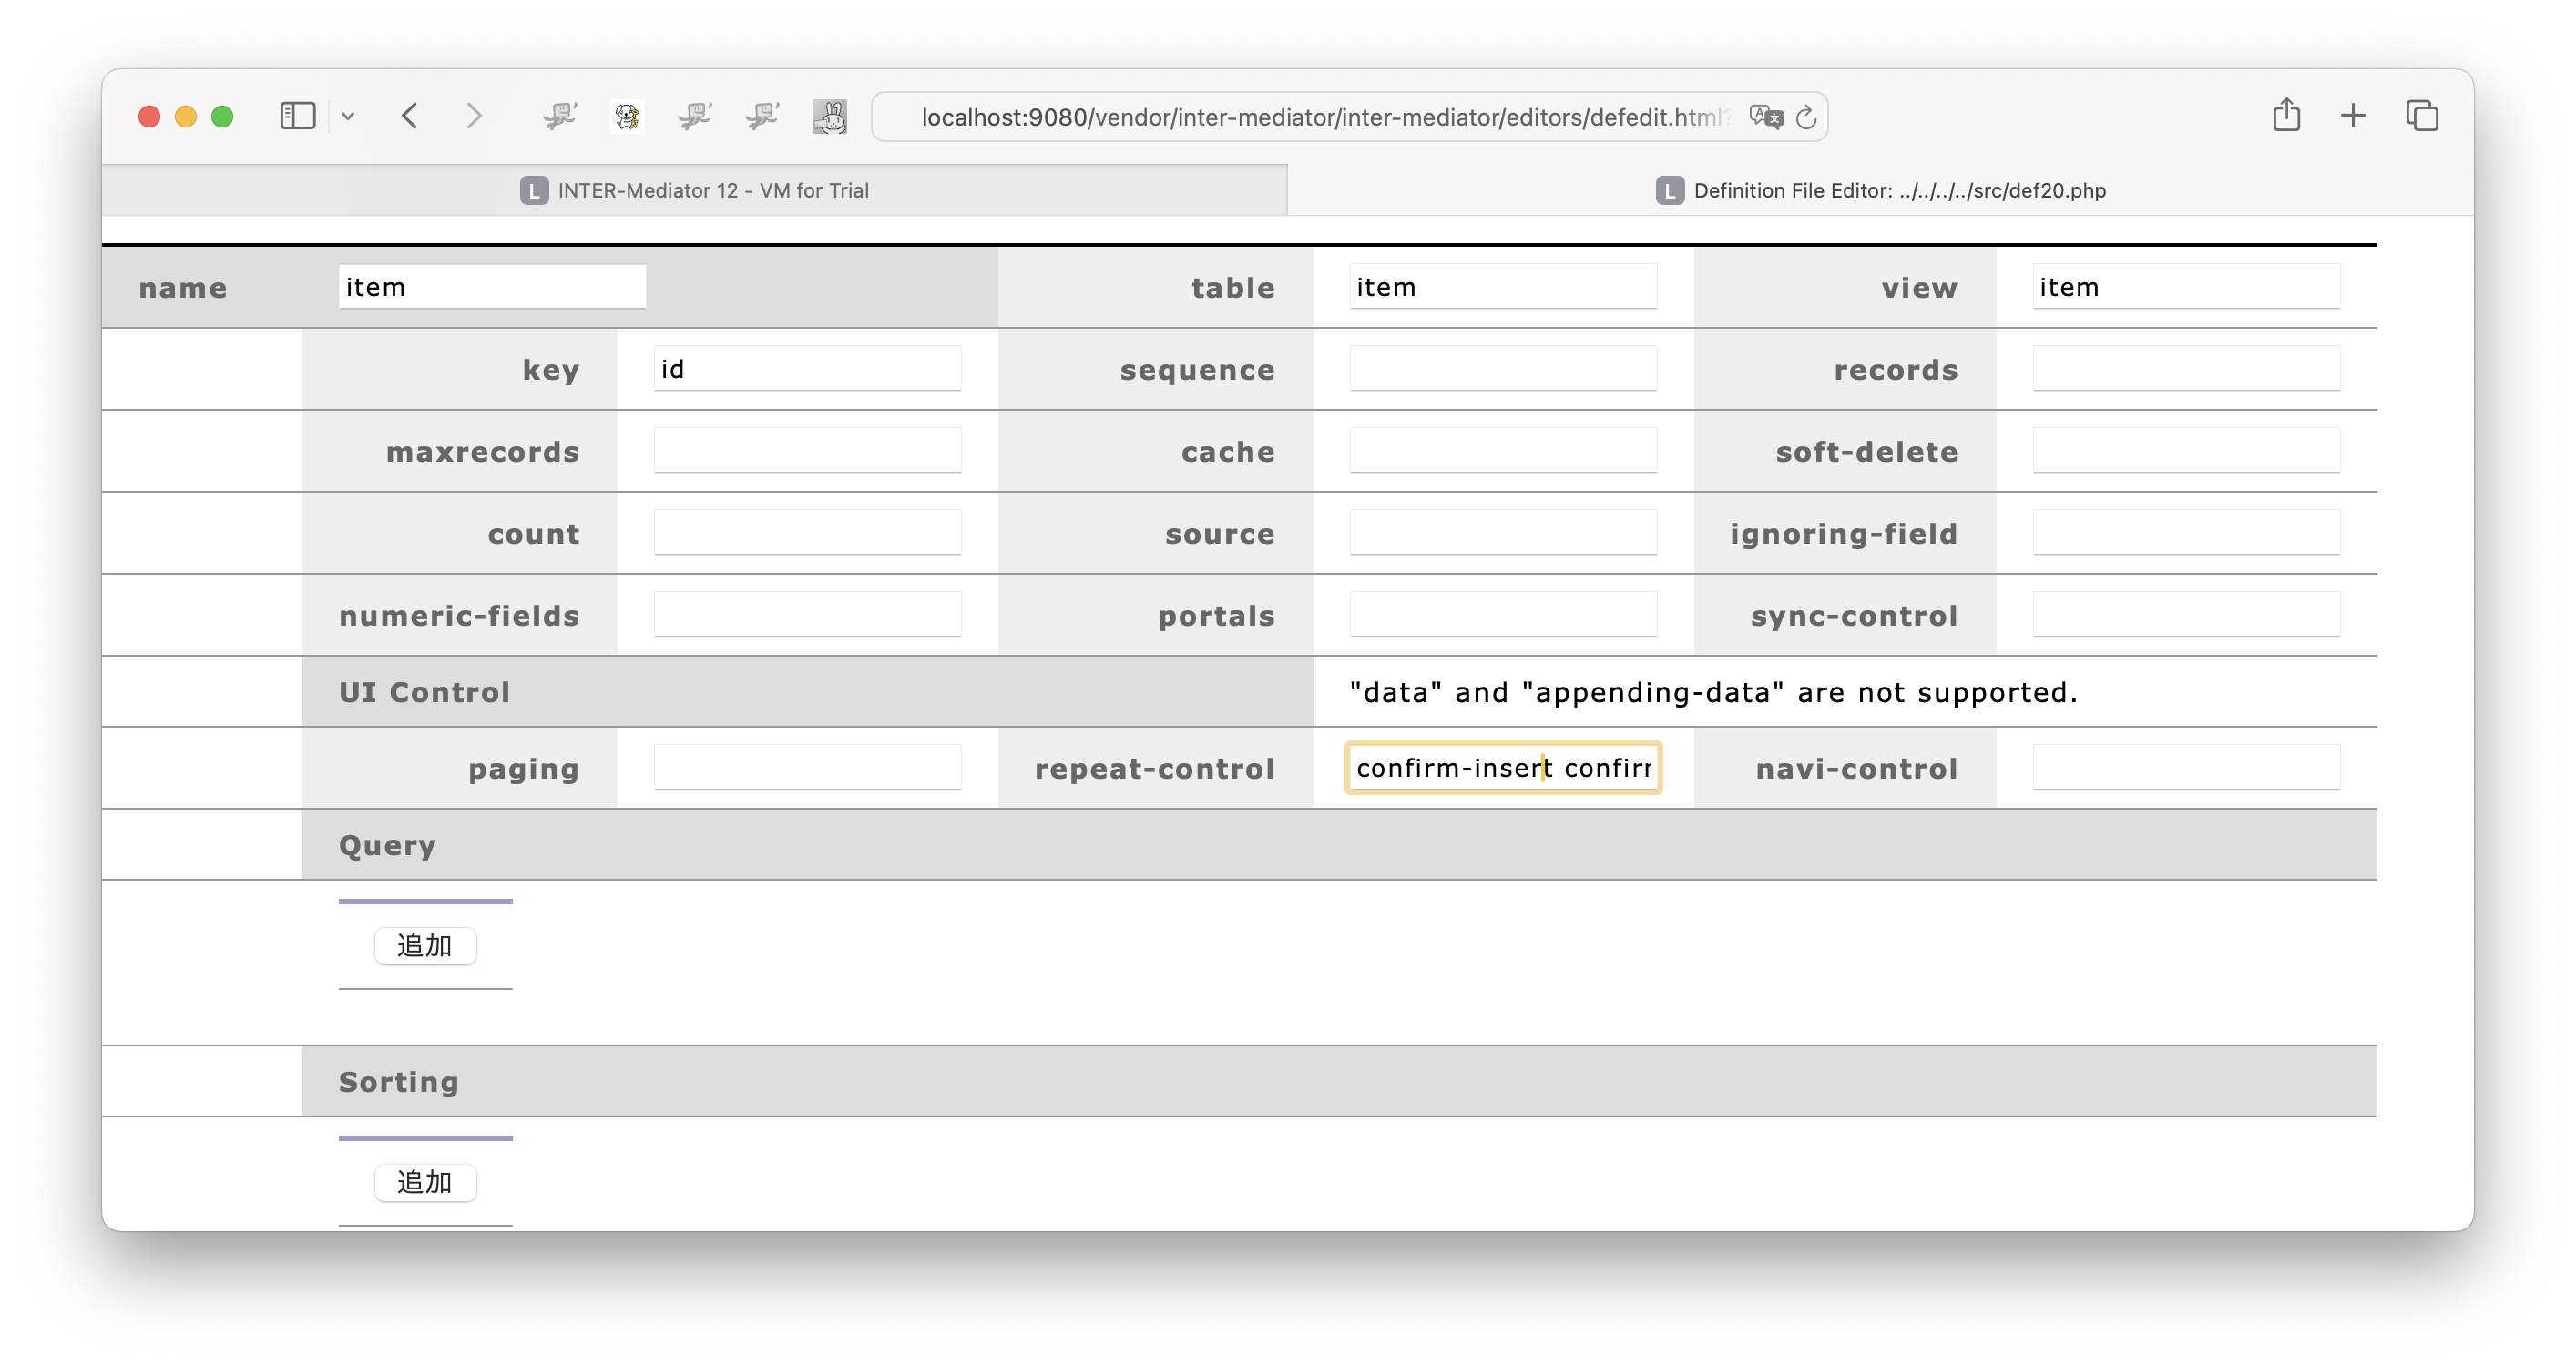 localhost:9080/vendor/inter-mediator/inter-mediator/editors/defedit.html?
L INTER-Mediator 12 - VM for Trial
L Definition File Editor: ../../../../src/def20.php
name item table item view item
key id sequence records
maxrecords cache soft-delete
count source ignoring-field
numeric-fields portals sync-control
UI Control "data" and "appending-data" are not supported.
paging repeat-control confirm-insert confirm navi-control
Query
追加
Sorting
追加